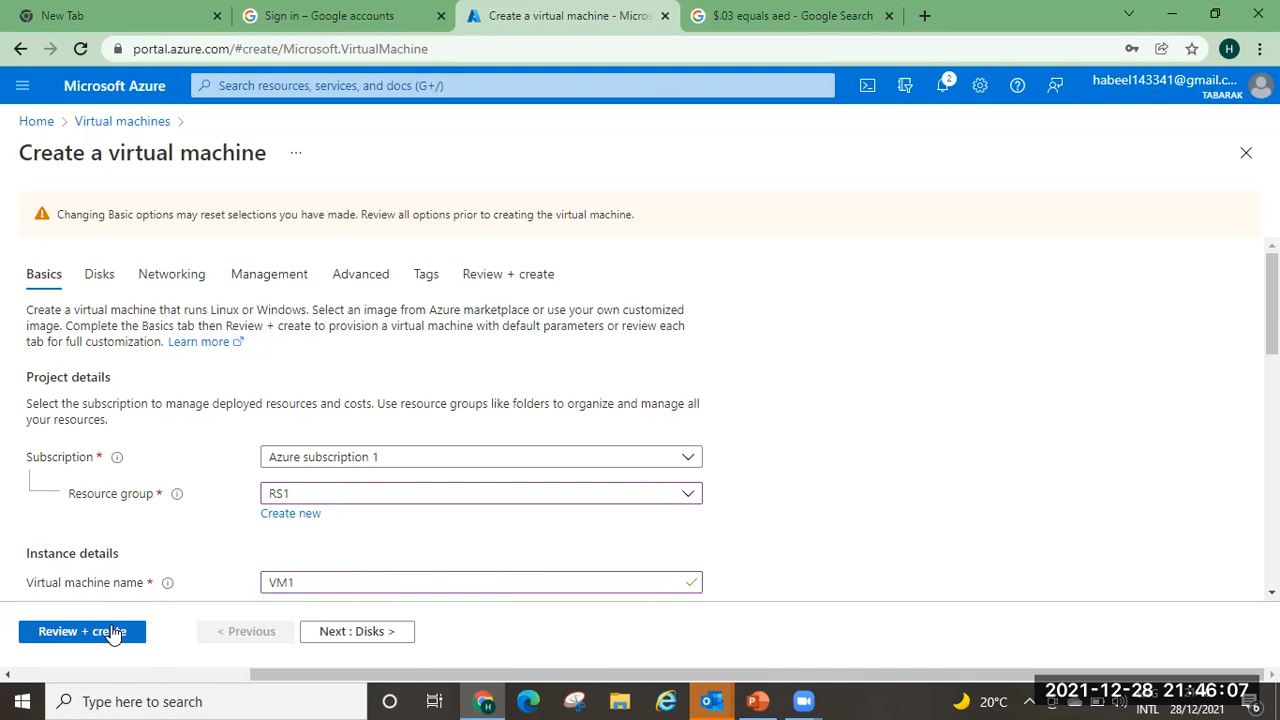 New Tab
Sign in – Google accounts
Create a virtual machine - Micros
$.03 equals aed - Google Search
portal.azure.com/#create/Microsoft.VirtualMachine
H
Microsoft Azure
Search resources, services, and docs (G+/)
2
habeel143341@gmail.c...
TABARAK
Home > Virtual machines >
Create a virtual machine ...
Changing Basic options may reset selections you have made. Review all options prior to creating the virtual machine.
Basics Disks Networking Management Advanced Tags Review + create
Create a virtual machine that runs Linux or Windows. Select an image from Azure marketplace or use your own customized
image. Complete the Basics tab then Review + create to provision a virtual machine with default parameters or review each
tab for full customization. Learn more
Project details
Select the subscription to manage deployed resources and costs. Use resource groups like folders to organize and manage all
your resources.
Subscription * Azure subscription 1
Resource group * RS1
Create new
Instance details
Virtual machine name * VM1
Review + create < Previous Next : Disks >
Type here to search
20°C
2021-12-28 21:46:07
INTL 28/12/2021
6